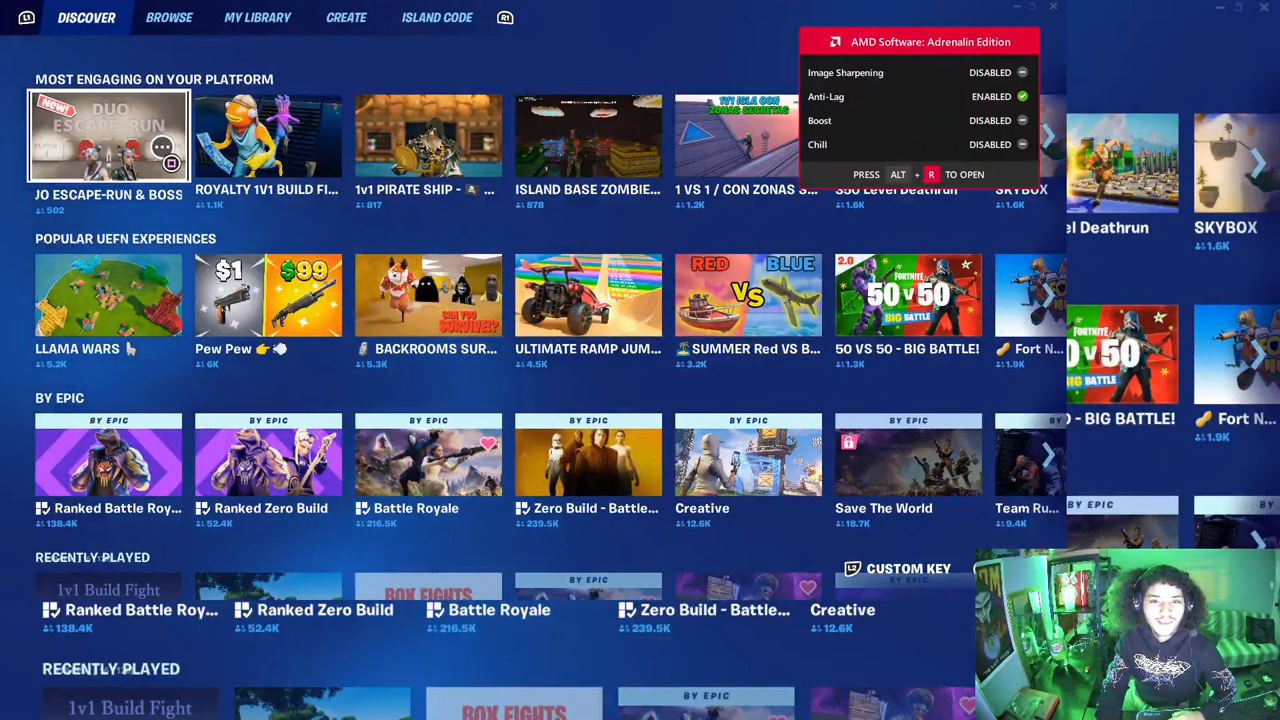 L1 DISCOVER BROWSE MY LIBRARY CREATE ISLAND CODE R1
AMD Software: Adrenalin Edition
Image Sharpening DISABLED
Anti-Lag ENABLED
Boost DISABLED
Chill DISABLED
PRESS ALT + R TO OPEN
MOST ENGAGING ON YOUR PLATFORM
New!
DUO
ESCAPE RUN
1V1 ISLA CON
ZONAS SECRETAS
JO ESCAPE-RUN & BOSS
502
ROYALTY 1V1 BUILD FI...
1.1K
1v1 PIRATE SHIP - 🏴‍☠️ ...
817
ISLAND BASE ZOMBIE...
878
1 VS 1 / CON ZONAS S...
1.2K
350 Level Deathrun
1.6K
SKYBOX
1.6K
el Deathrun
SKYBOX
1.6K
POPULAR UEFN EXPERIENCES
$1 $99
CAN YOU
SURVIVE!?
RED VS BLUE
2.0 FORTNITE
50 V 50
BIG BATTLE
LLAMA WARS 🦙
5.2K
Pew Pew 👉💨
6K
BACKROOMS SUR...
5.3K
ULTIMATE RAMP JUM...
4.5K
🏝️SUMMER Red VS B...
3.2K
50 VS 50 - BIG BATTLE!
1.3K
🥜 Fort N...
1.9K
50
IG BATTLE
0 - BIG BATTLE!
🥜 Fort N...
1.9K
BY EPIC
BY EPIC
BY EPIC
BY EPIC
BY EPIC
Ranked Battle Roy...
138.4K
Ranked Zero Build
52.4K
Battle Royale
216.5K
Zero Build - Battle...
239.5K
Creative
12.6K
Save The World
18.7K
Team Ru...
9.4K
BY EPIC
RECENTLY PLAYED
L2 CUSTOM KEY
1v1 Build Fight
BOX FIGHTS
BY EPIC
Ranked Battle Roy...
138.4K
Ranked Zero Build
52.4K
Battle Royale
216.5K
Zero Build - Battle...
239.5K
Creative
12.6K
RECENTLY PLAYED
1v1 Build Fight
BOX FIGHTS
BY EPIC